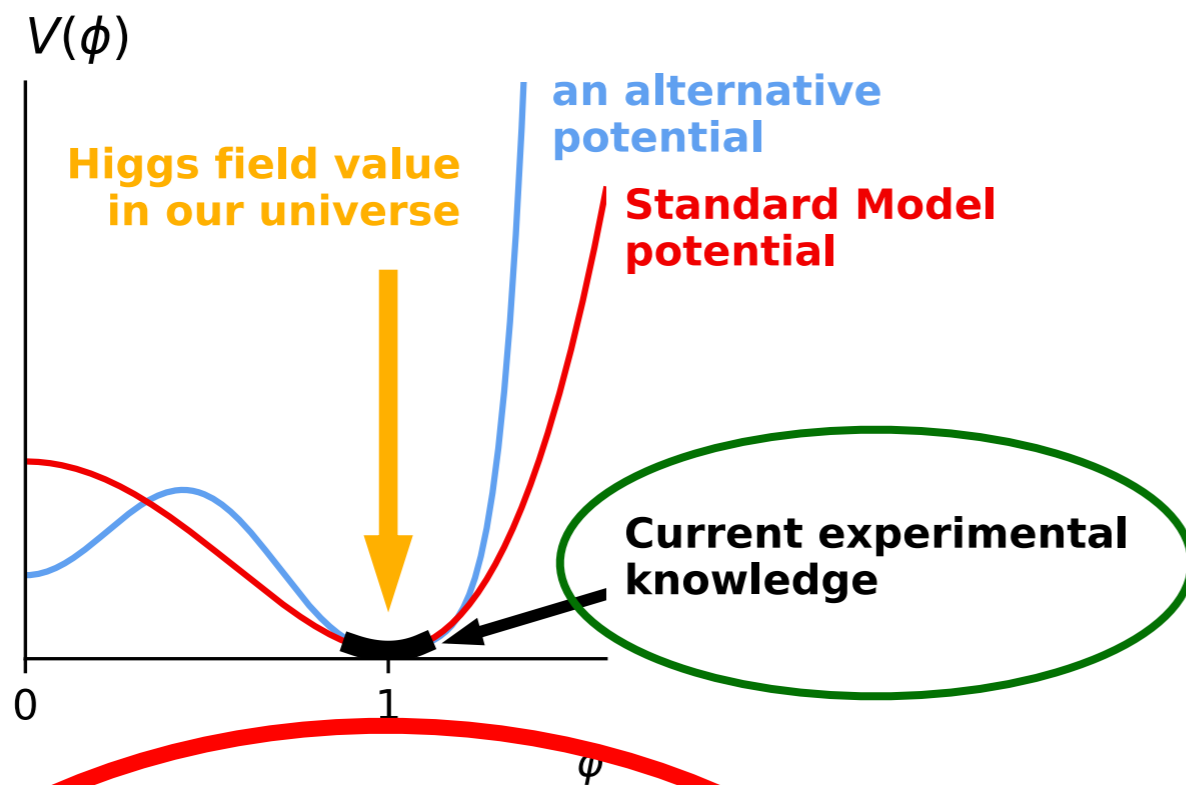 V(ϕ)
an alternative
potential
Higgs field value
in our universe
Standard Model
potential
Current experimental
knowledge
0
1
ϕ